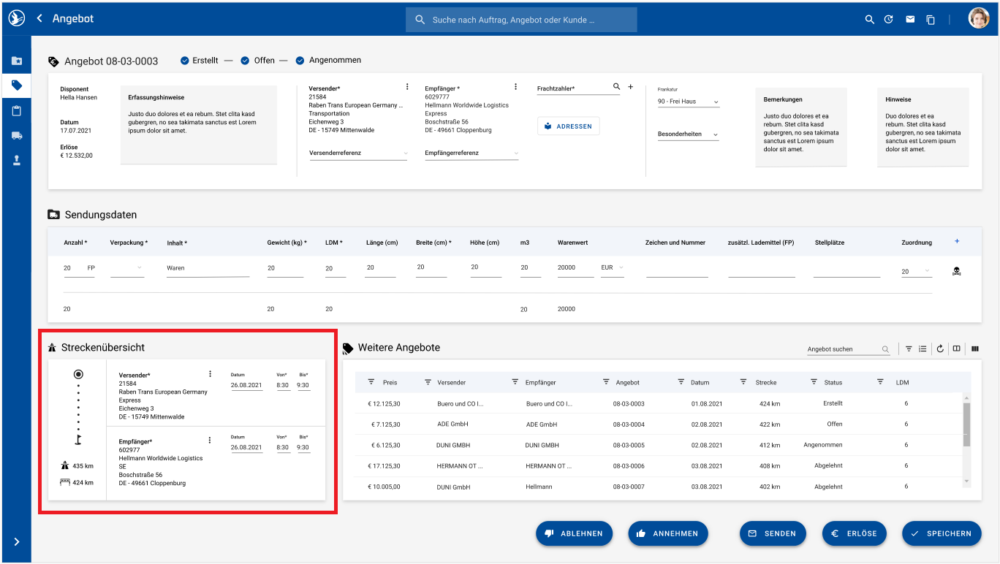 Angebot
Suche nach Auftrag, Angebot oder Kunde ...
Angebot 08-03-0003
Erstellt
Offen
Angenommen
Disponent
Hella Hansen
Datum
17.07.2021
Erlöse
€ 12.532,00
Erfassungshinweise
Justo duo dolores et ea rebum. Stet clita kasd
gubergren, no sea takimata sanctus est Lorem
ipsum dolor sit amet.
Versender*
21584
Raben Trans European Germany ...
Transportation
Eichenweg 3
DE - 15749 Mittenwalde
Versenderreferenz
Empfänger *
6029777
Hellmann Worldwide Logistics
Express
Boschstraße 56
DE - 49661 Cloppenburg
Empfängerreferenz
Frachtzahler*
ADRESSEN
Frankatur
90 - Frei Haus
Besonderheiten
Bemerkungen
Justo duo dolores et ea
rebum. Stet clita kasd
gubergren, no sea takimata
sanctus est Lorem ipsum
dolor sit amet.
Hinweise
Duo dolores et ea
rebum. Stet clita kasd
gubergren, no sea takimata
sanctus est Lorem ipsum
dolor sit amet.
Sendungsdaten
Anzahl * Verpackung * Inhalt * Gewicht (kg) * LDM * Länge (cm) Breite (cm) * Höhe (cm) m3 Warenwert Zeichen und Nummer zusätzl. Lademittel (FP) Stellplätze Zuordnung
20 FP Waren 20 20 20 20 20 20 20000 EUR 20
20 20 20 20 20000
Streckenübersicht
435 km
424 km
Versender*
21584
Raben Trans European Germany
Express
Eichenweg 3
DE - 15749 Mittenwalde
Datum Von* Bis*
26.08.2021 8:30 9:30
Empfänger*
602977
Hellmann Worldwide Logistics
SE
Boschstraße 56
DE - 49661 Cloppenburg
Datum Von* Bis*
26.08.2021 8:30 9:30
Weitere Angebote
Angebot suchen
Preis Versender Empfänger Angebot Datum Strecke Status LDM
€ 12.125,30 Buero und CO I... Buero und CO I... 08-03-0003 01.08.2021 424 km Erstellt 6
€ 7.125,30 ADE GmbH ADE GmbH 08-03-0004 02.08.2021 422 km Offen 6
€ 6.125,30 DUNI GMBH DUNI GMBH 08-03-0005 02.08.2021 412 km Angenommen 6
€ 17.125,30 HERMANN OT ... HERMANN OT ... 08-03-0006 03.08.2021 408 km Abgelehnt 6
€ 10.005,00 DUNI GmbH Hellmann 08-03-0007 03.08.2021 402 km Abgelehnt 6
ABLEHNEN
ANNEHMEN
SENDEN
ERLÖSE
SPEICHERN